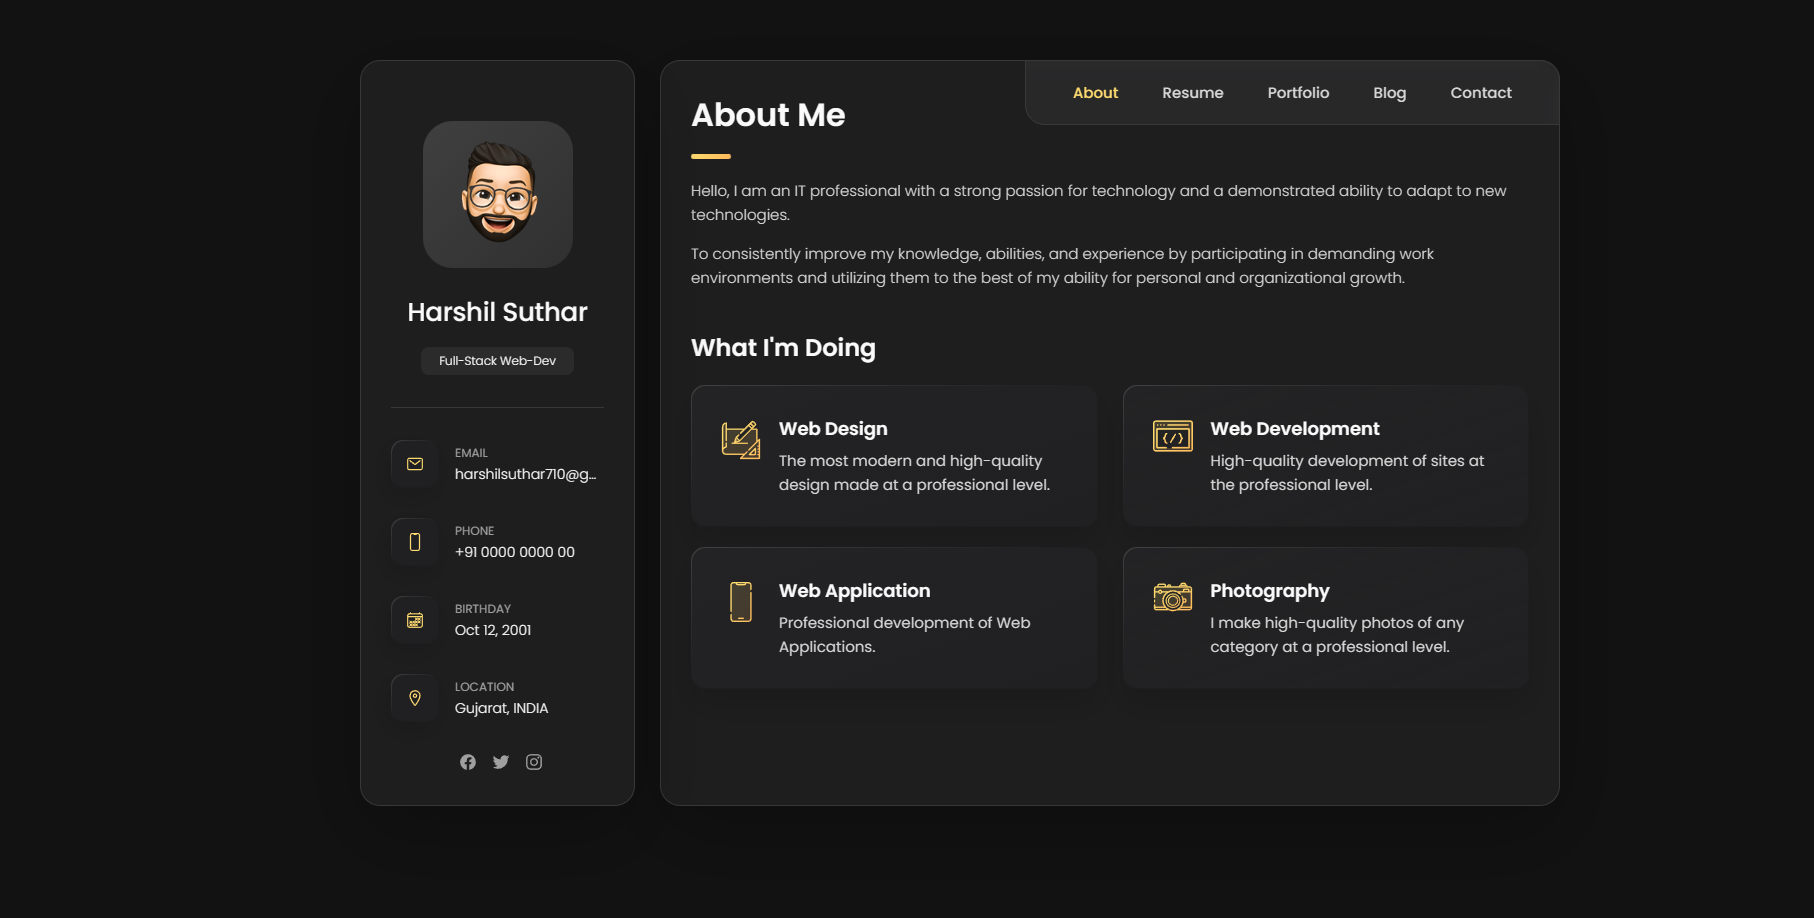 Harshil Suthar
Full-Stack Web-Dev
EMAIL
harshilsuthar710@g...
PHONE
+91 0000 0000 00
BIRTHDAY
Oct 12, 2001
LOCATION
Gujarat, INDIA
About
Resume
Portfolio
Blog
Contact
About Me
Hello, I am an IT professional with a strong passion for technology and a demonstrated ability to adapt to new
technologies.
To consistently improve my knowledge, abilities, and experience by participating in demanding work
environments and utilizing them to the best of my ability for personal and organizational growth.
What I'm Doing
Web Design
The most modern and high-quality
design made at a professional level.
Web Development
High-quality development of sites at
the professional level.
Web Application
Professional development of Web
Applications.
Photography
I make high-quality photos of any
category at a professional level.